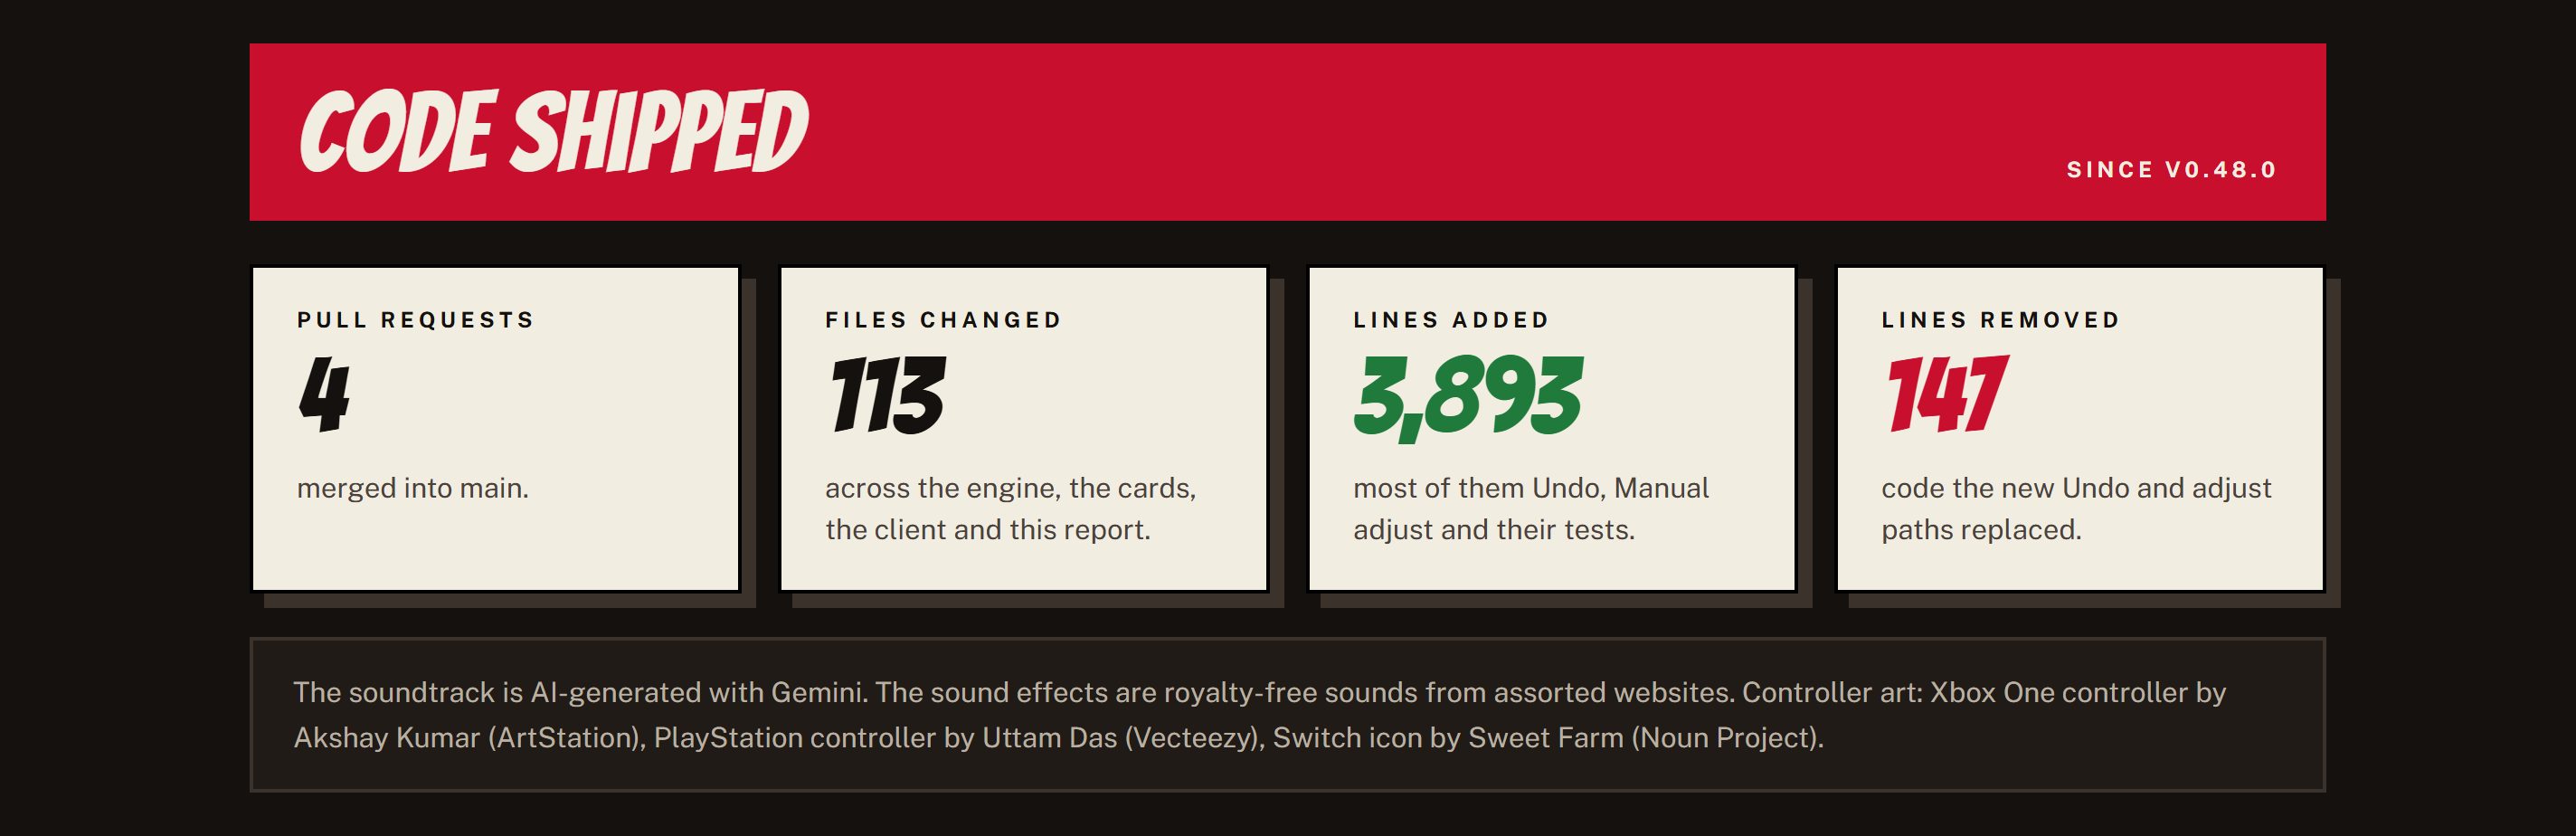 CODE SHIPPED
SINCE V0.48.0
PULL REQUESTS
4
merged into main.
FILES CHANGED
113
across the engine, the cards,
the client and this report.
LINES ADDED
3,893
most of them Undo, Manual
adjust and their tests.
LINES REMOVED
147
code the new Undo and adjust
paths replaced.
The soundtrack is AI-generated with Gemini. The sound effects are royalty-free sounds from assorted websites. Controller art: Xbox One controller by
Akshay Kumar (ArtStation), PlayStation controller by Uttam Das (Vecteezy), Switch icon by Sweet Farm (Noun Project).